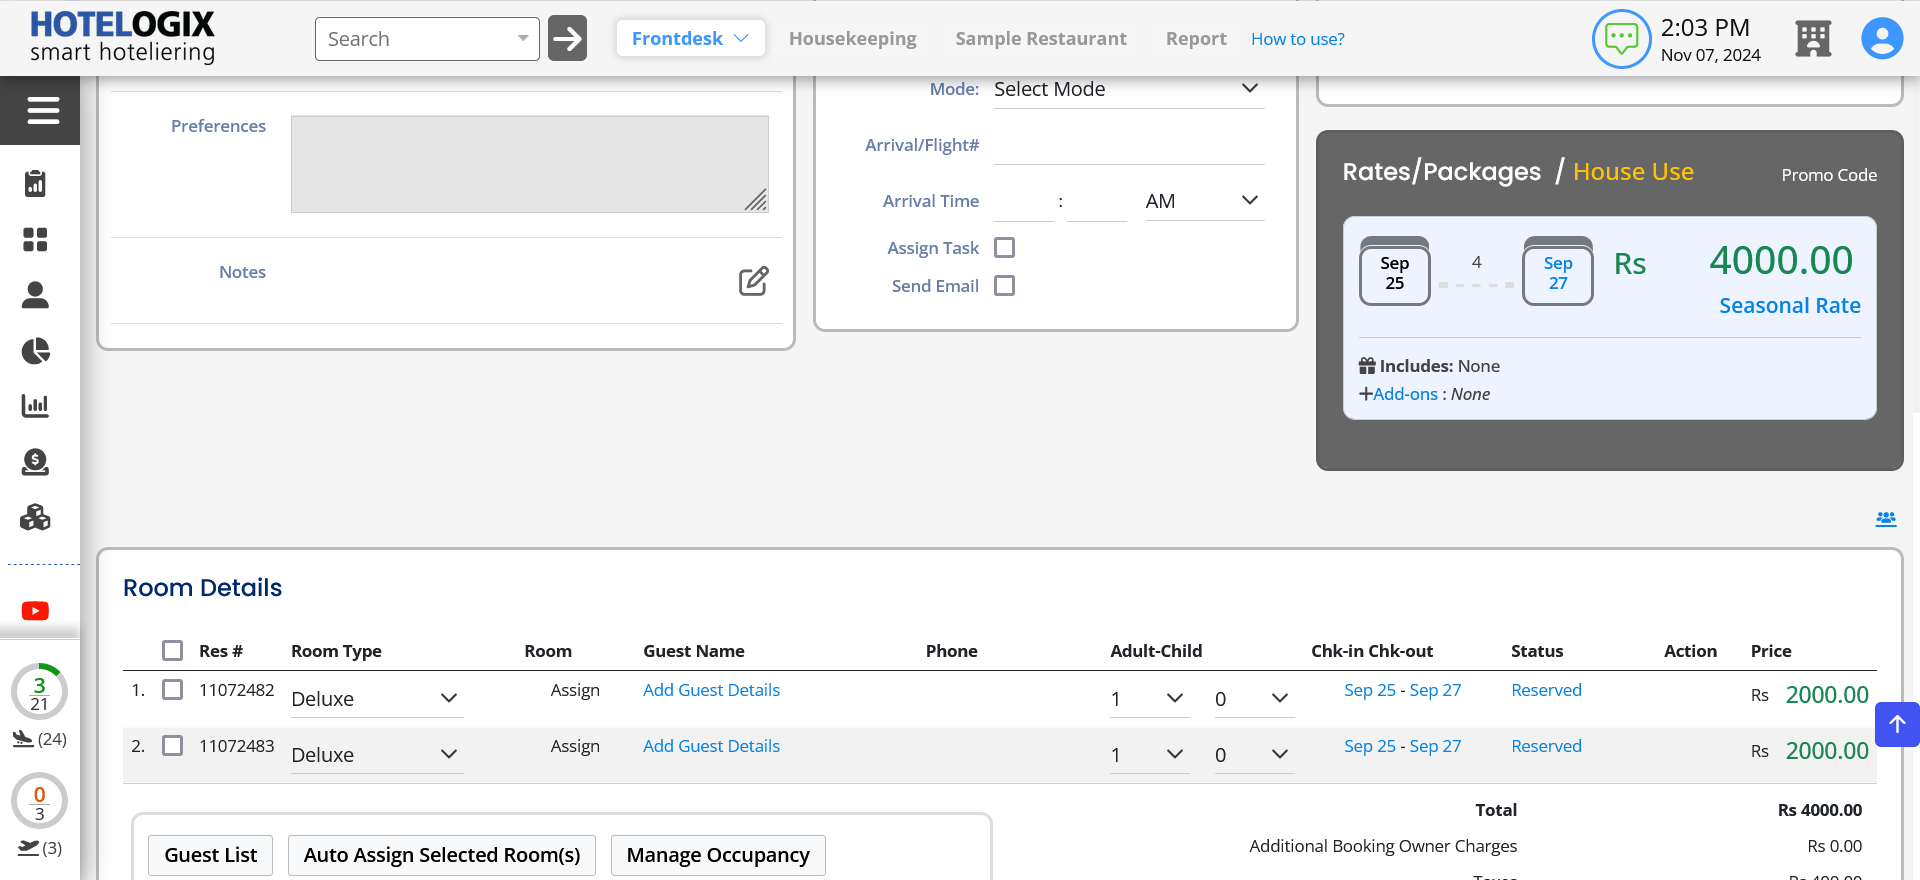 HOTELOGIX
smart hoteliering
Search
Frontdesk
Housekeeping
Sample Restaurant
Report
How to use?
2:03 PM
Nov 07, 2024
Preferences
Notes
Mode:
Select Mode
Arrival/Flight#
Arrival Time
:
AM
Assign Task
Send Email
Rates/Packages / House Use
Promo Code
Sep
25
4
Sep
27
Rs 4000.00
Seasonal Rate
Includes: None
Add-ons : None
Room Details
Res # Room Type Room Guest Name Phone Adult-Child Chk-in Chk-out Status Action Price
1. 11072482 Deluxe Assign Add Guest Details 1 0 Sep 25 - Sep 27 Reserved Rs 2000.00
2. 11072483 Deluxe Assign Add Guest Details 1 0 Sep 25 - Sep 27 Reserved Rs 2000.00
Total Rs 4000.00
Additional Booking Owner Charges Rs 0.00
Guest List
Auto Assign Selected Room(s)
Manage Occupancy
3
21
(24)
0
3
(3)